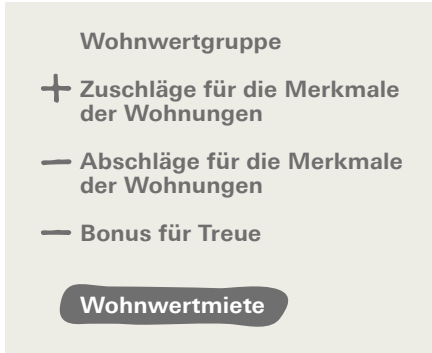 Wohnwertgruppe
+ Zuschläge für die Merkmale
der Wohnungen
– Abschläge für die Merkmale
der Wohnungen
– Bonus für Treue
Wohnwertmiete